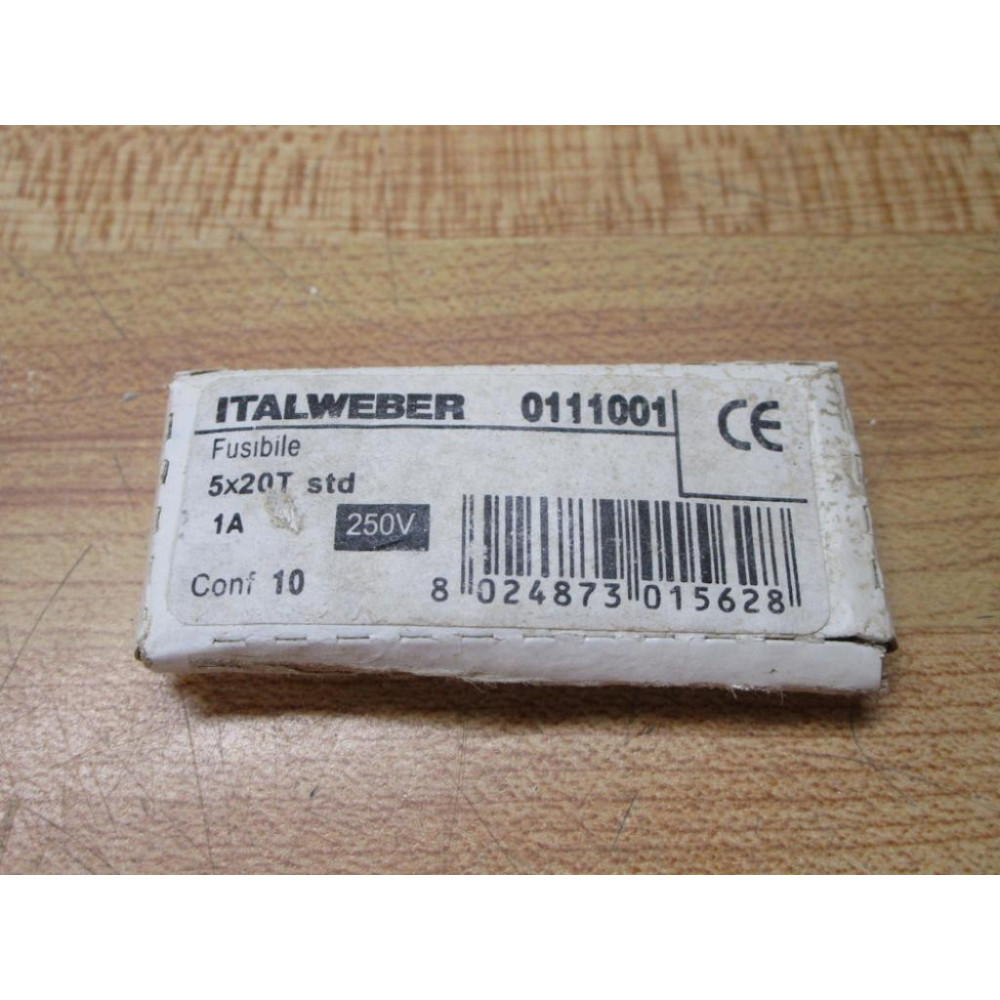 ITALWEBER 0111001 CE
Fusibile
5x20T std
1A 250V
Conf 10 8 024873 015628